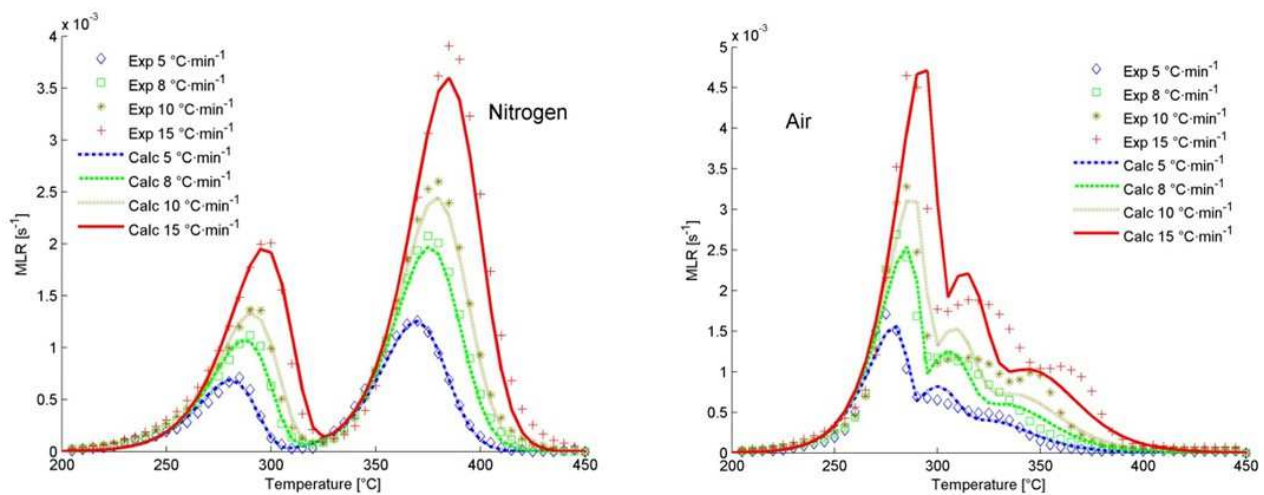 x 10⁻³
4
3.5
3
2.5
2
1.5
1
0.5
0
MLR [s⁻¹]
Exp 5 °C·min⁻¹
Exp 8 °C·min⁻¹
Exp 10 °C·min⁻¹
Exp 15 °C·min⁻¹
Calc 5 °C·min⁻¹
Calc 8 °C·min⁻¹
Calc 10 °C·min⁻¹
Calc 15 °C·min⁻¹
Nitrogen
200 250 300 350 400 450
Temperature [°C]
x 10⁻³
5
4.5
4
3.5
3
2.5
2
1.5
1
0.5
0
MLR [s⁻¹]
Air
Exp 5 °C·min⁻¹
Exp 8 °C·min⁻¹
Exp 10 °C·min⁻¹
Exp 15 °C·min⁻¹
Calc 5 °C·min⁻¹
Calc 8 °C·min⁻¹
Calc 10 °C·min⁻¹
Calc 15 °C·min⁻¹
200 250 300 350 400 450
Temperature [°C]